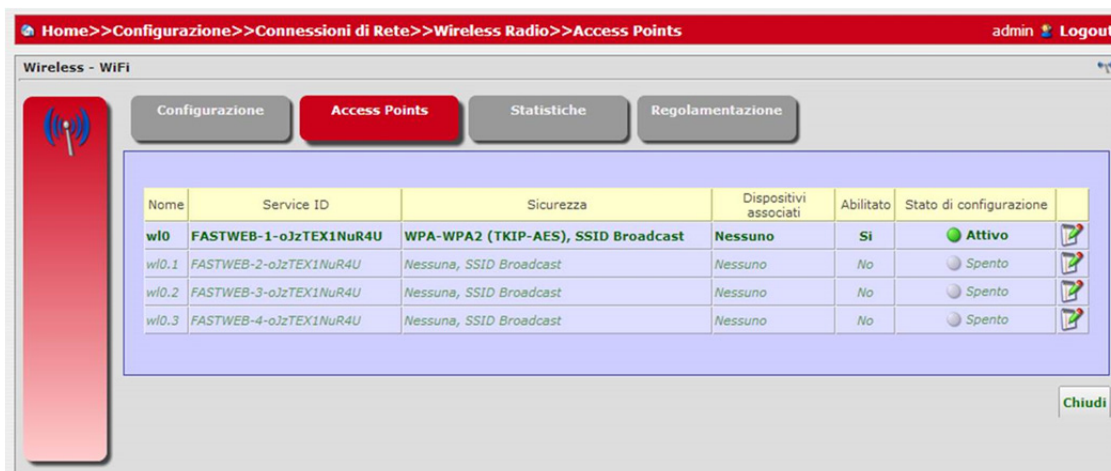 Home>>Configurazione>>Connessioni di Rete>>Wireless Radio>>Access Points admin Logout
Wireless - WiFi
Configurazione Access Points Statistiche Regolamentazione
Nome Service ID Sicurezza Dispositivi associati Abilitato Stato di configurazione
wl0 FASTWEB-1-oJzTEX1NuR4U WPA-WPA2 (TKIP-AES), SSID Broadcast Nessuno Si Attivo
wl0.1 FASTWEB-2-oJzTEX1NuR4U Nessuna, SSID Broadcast Nessuno No Spento
wl0.2 FASTWEB-3-oJzTEX1NuR4U Nessuna, SSID Broadcast Nessuno No Spento
wl0.3 FASTWEB-4-oJzTEX1NuR4U Nessuna, SSID Broadcast Nessuno No Spento
Chiudi